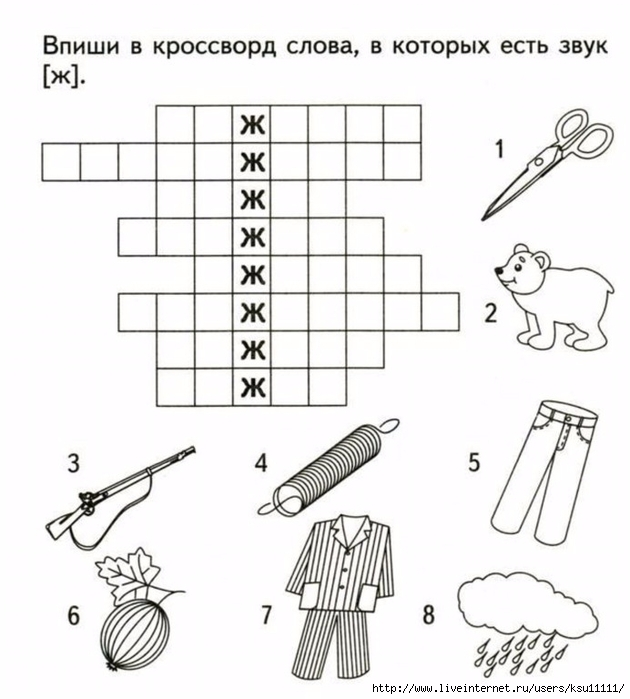 Впиши в кроссворд слова, в которых есть звук
[ж].
Ж
Ж
Ж
Ж
Ж
Ж
Ж
Ж
1
2
3
4
5
6
7
8
http://www.liveinternet.ru/users/ksu11111/